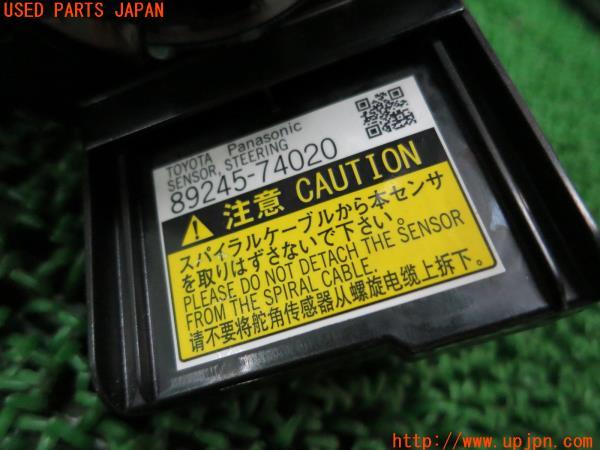 USED PARTS JAPAN
TOYOTA Panasonic
SENSOR, STEERING
89245-74020
注意 CAUTION
スパイラルケーブルから本センサ
を取りはずさないで下さい。
PLEASE DO NOT DETACH THE SENSOR
FROM THE SPIRAL CABLE.
请不要将舵角传感器从螺旋电缆上拆下。
http://www.upjpn.com/